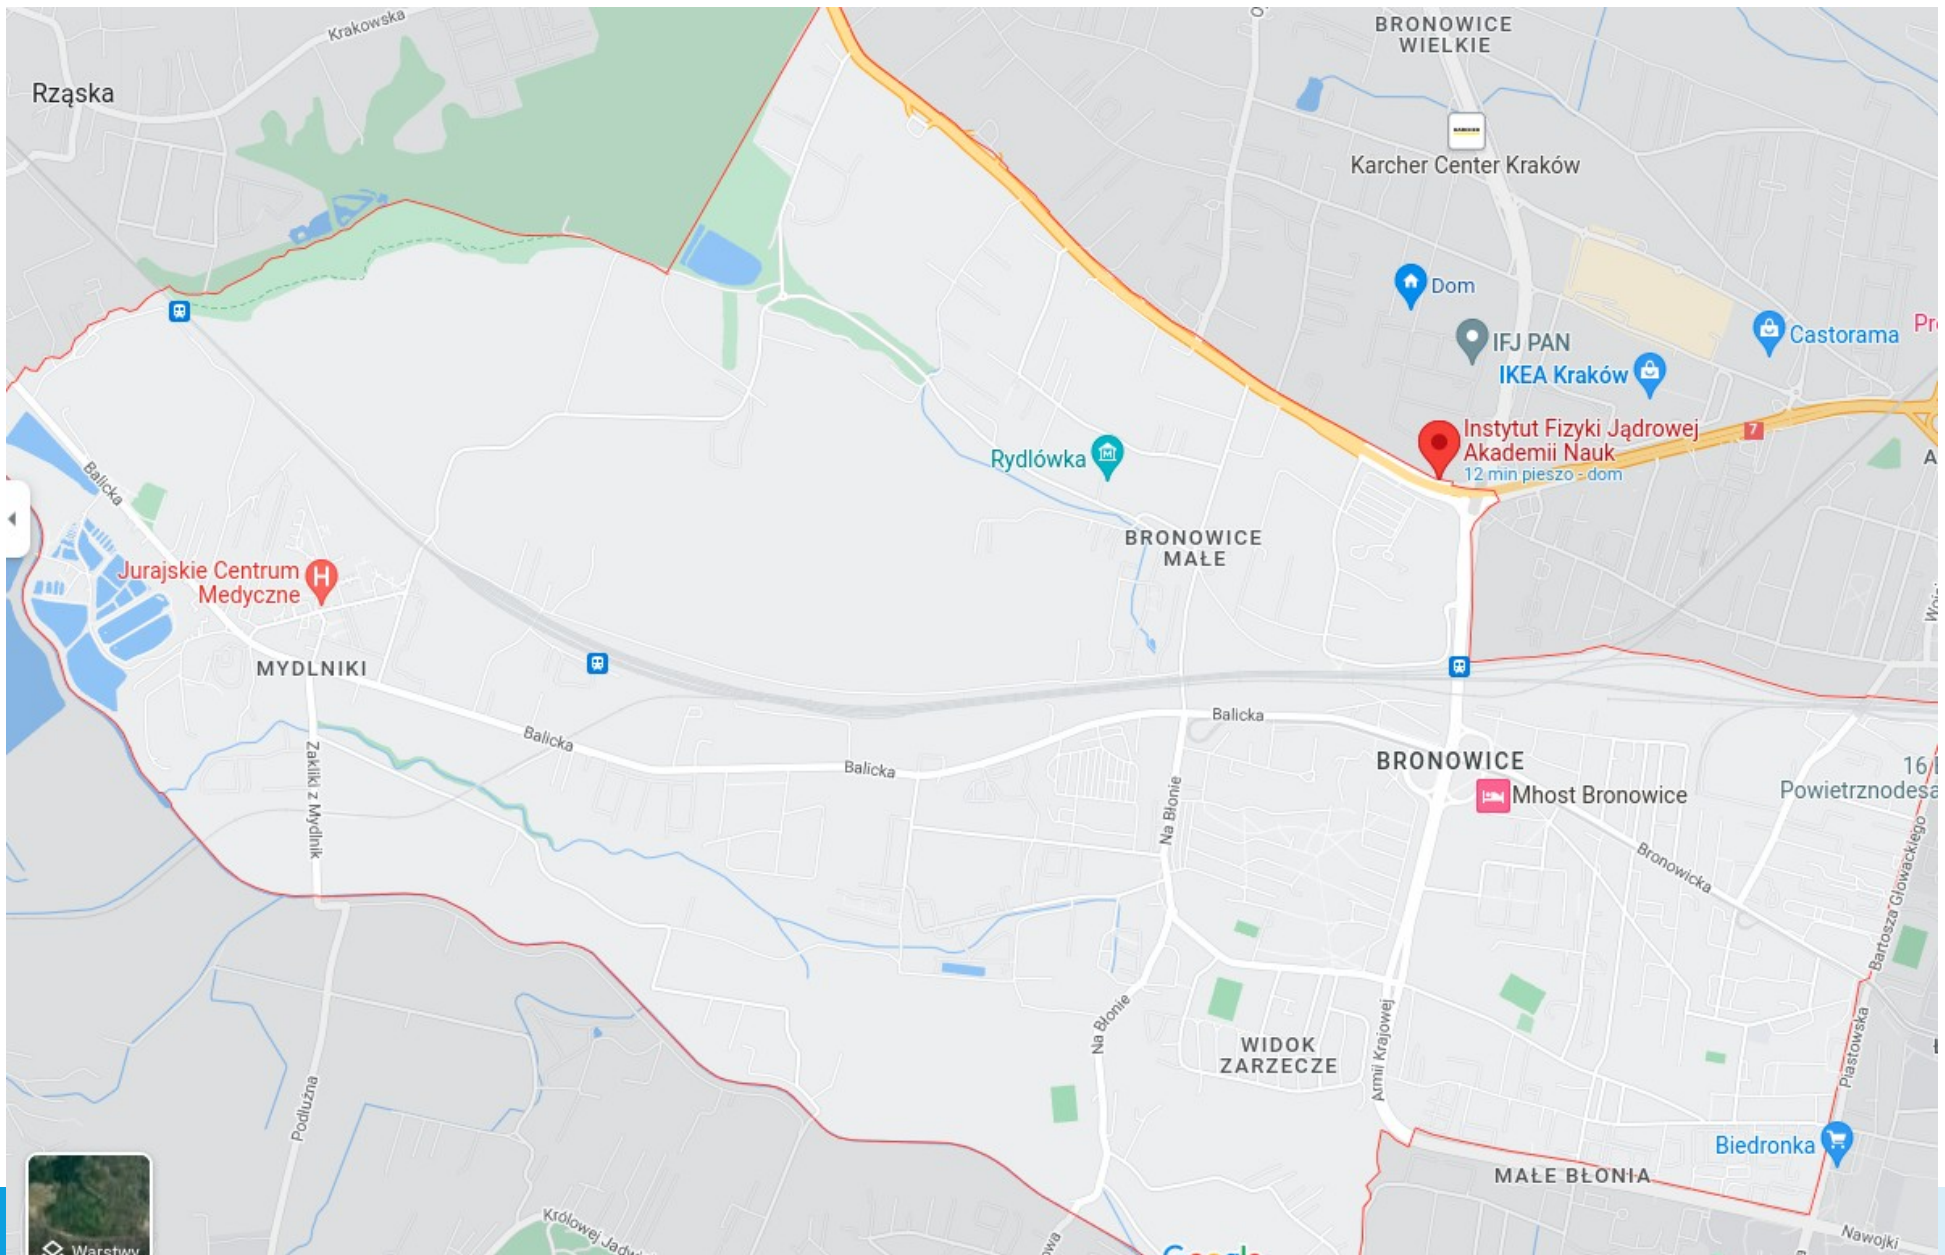 BRONOWICE
WIELKIE
Krakowska
Rząska
Karcher Center Kraków
Dom
IFJ PAN
Castorama
IKEA Kraków
Instytut Fizyki Jądrowej
Akademii Nauk
12 min pieszo - dom
7
Rydlówka
Balicka
BRONOWICE
MAŁE
Jurajskie Centrum
Medyczne
MYDLNIKI
Balicka
Balicka
Balicka
BRONOWICE
16
Powietrznodesa
Mhost Bronowice
Zakliki z Mydlnik
Na Błonie
Bronowicka
Bartosza Głowackiego
Na Błonie
WIDOK
ZARZECZE
Armii Krajowej
Piastowska
Podłużna
Biedronka
MAŁE BŁONIA
Królowej Jadw
Nawojki
Warstwy
Google